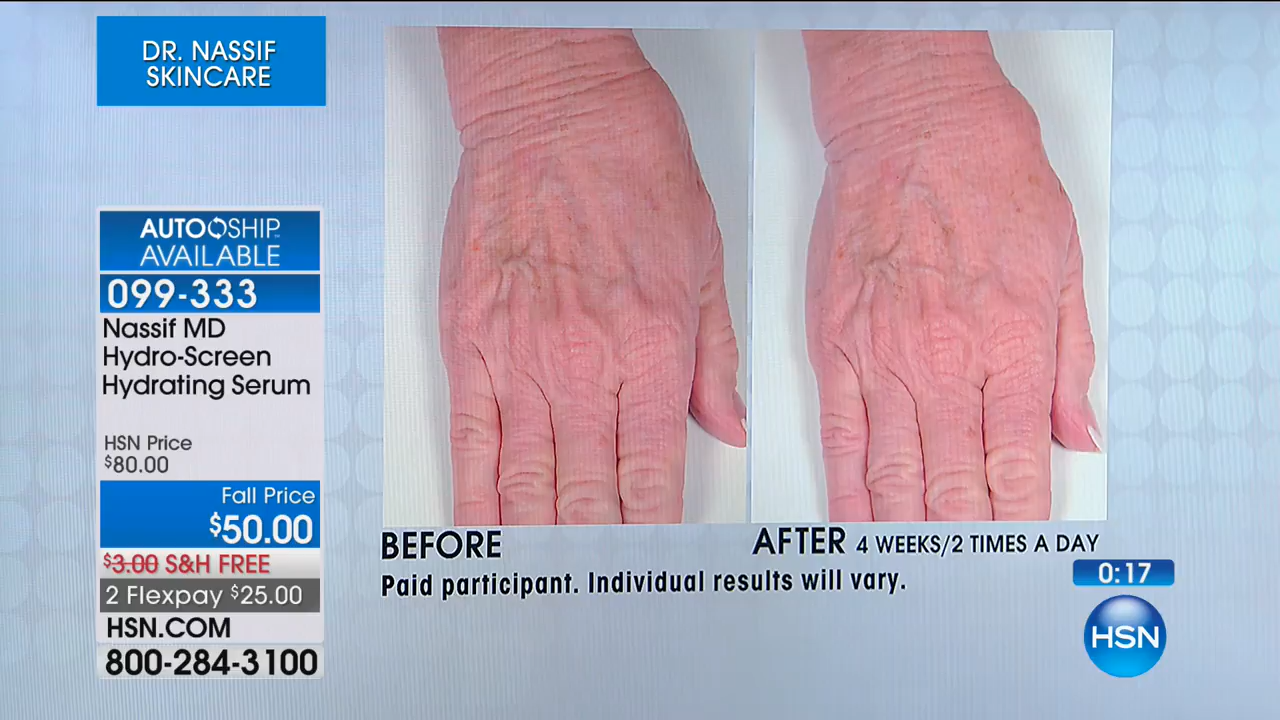 DR. NASSIF
SKINCARE
AUTOSHIP
AVAILABLE
099-333
Nassif MD
Hydro-Screen
Hydrating Serum
HSN Price
$80.00
Fall Price
$50.00
$3.00 S&H FREE
2 Flexpay $25.00
HSN.COM
800-284-3100
BEFORE
AFTER 4 WEEKS/2 TIMES A DAY
Paid participant. Individual results will vary.
0:17
HSN